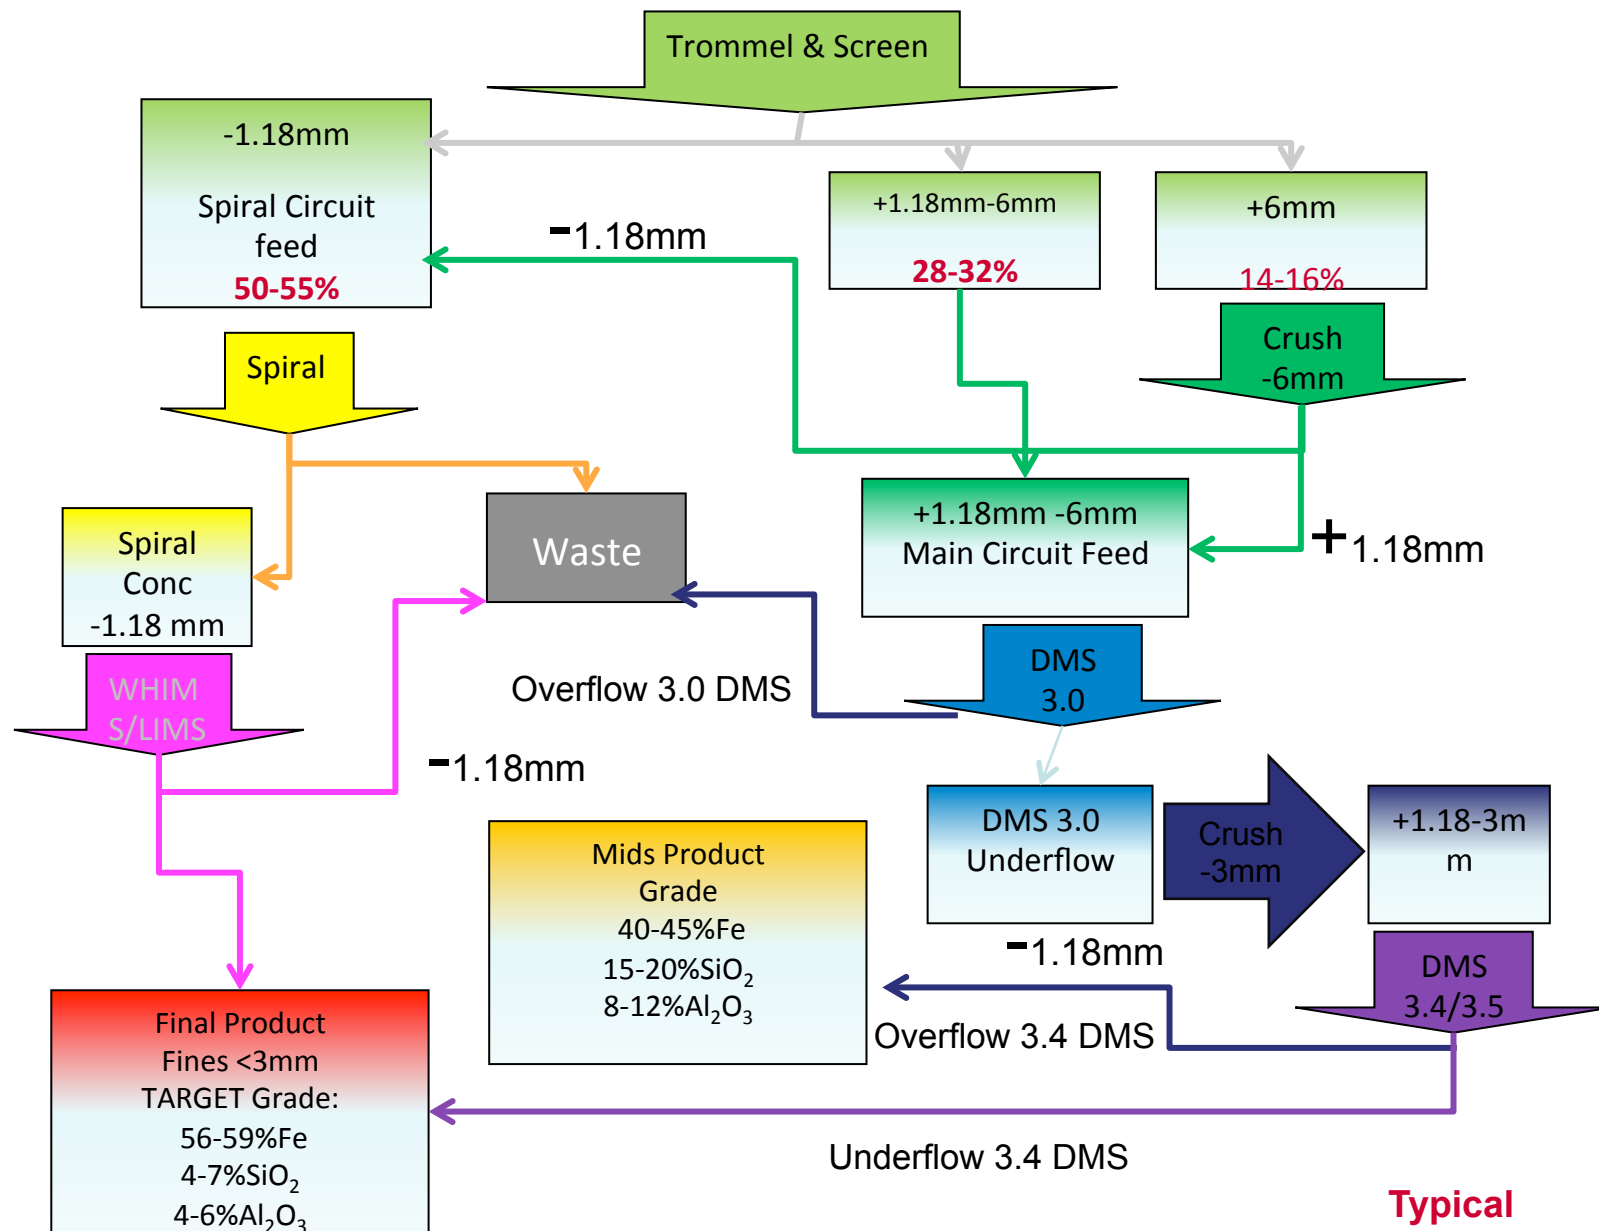 Trommel & Screen
-1.18mm
Spiral Circuit
feed
50-55%
+1.18mm-6mm
28-32%
+6mm
14-16%
-1.18mm
Crush
-6mm
Spiral
+1.18mm -6mm
Main Circuit Feed
+1.18mm
Waste
Spiral
Conc
-1.18 mm
DMS
3.0
Overflow 3.0 DMS
WHIM
S/LIMS
-1.18mm
DMS 3.0
Underflow
Crush
-3mm
+1.18-3m
m
Mids Product
Grade
40-45%Fe
15-20%SiO₂
8-12%Al₂O₃
-1.18mm
DMS
3.4/3.5
Overflow 3.4 DMS
Final Product
Fines <3mm
TARGET Grade:
56-59%Fe
4-7%SiO₂
4-6%Al₂O₃
Underflow 3.4 DMS
Typical